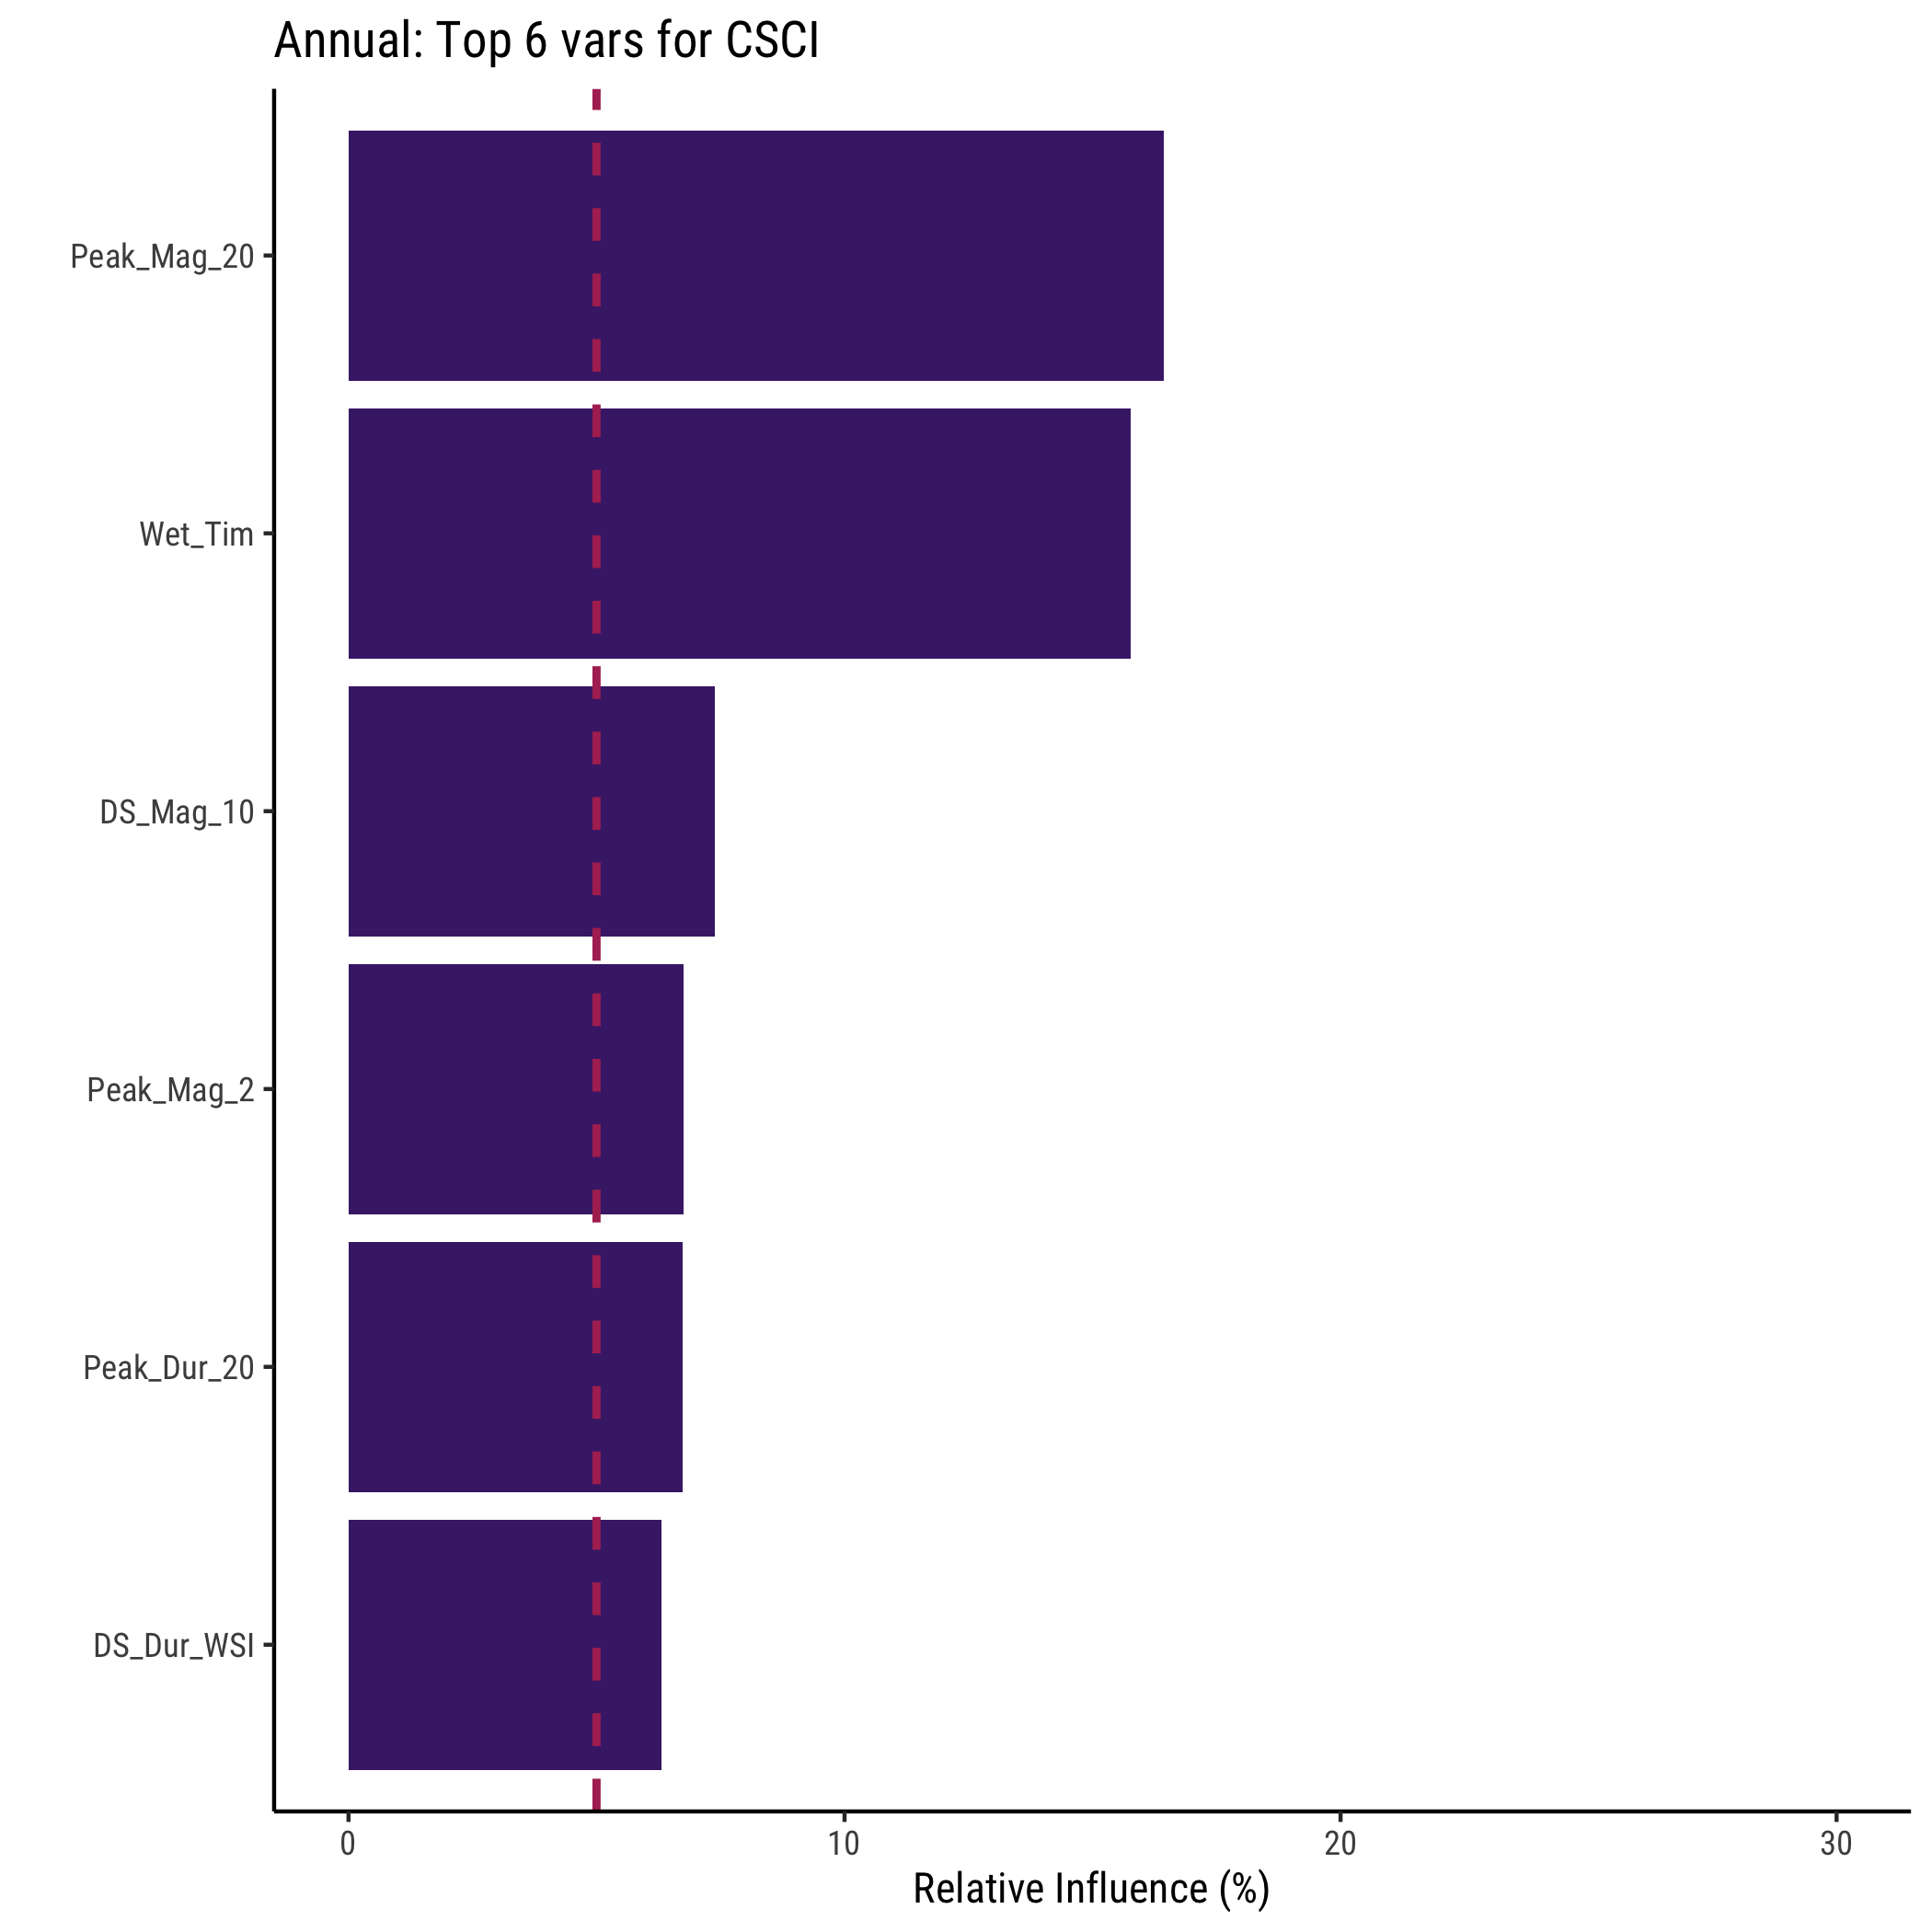 Annual: Top 6 vars for CSCI
Peak_Mag_20
Wet_Tim
DS_Mag_10
Peak_Mag_2
Peak_Dur_20
DS_Dur_WSI
0 10 20 30
Relative Influence (%)